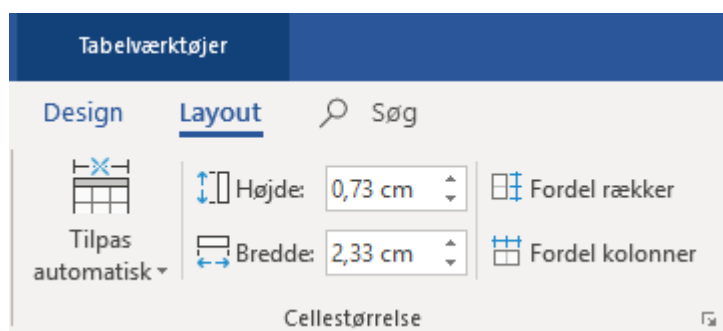 Tabelværktøjer
Design Layout Søg
Højde: 0,73 cm Fordel rækker
Tilpas
automatisk
Bredde: 2,33 cm Fordel kolonner
Cellestørrelse